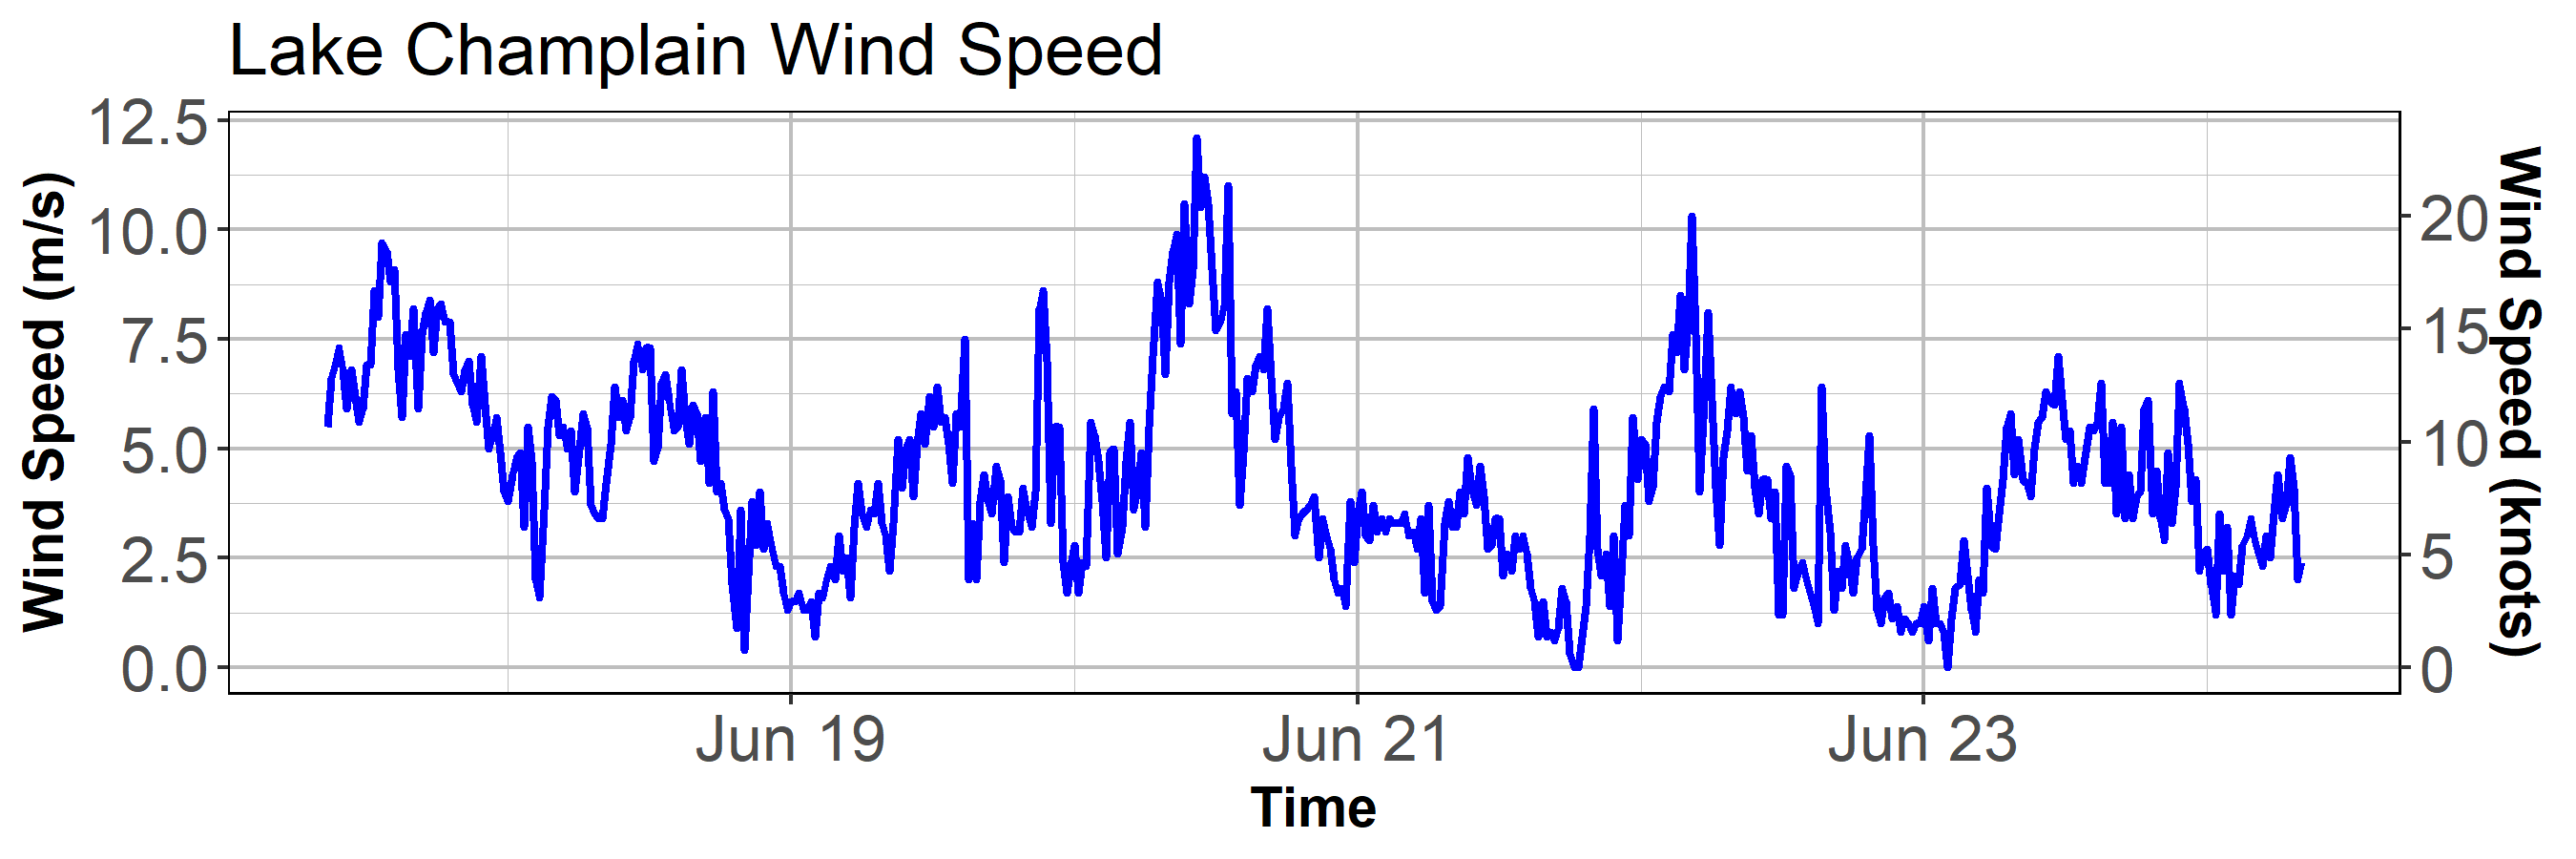 Lake Champlain Wind Speed
Wind Speed (m/s)
12.5
10.0
7.5
5.0
2.5
0.0
20
15
10
5
0
Wind Speed (knots)
Jun 19
Jun 21
Jun 23
Time